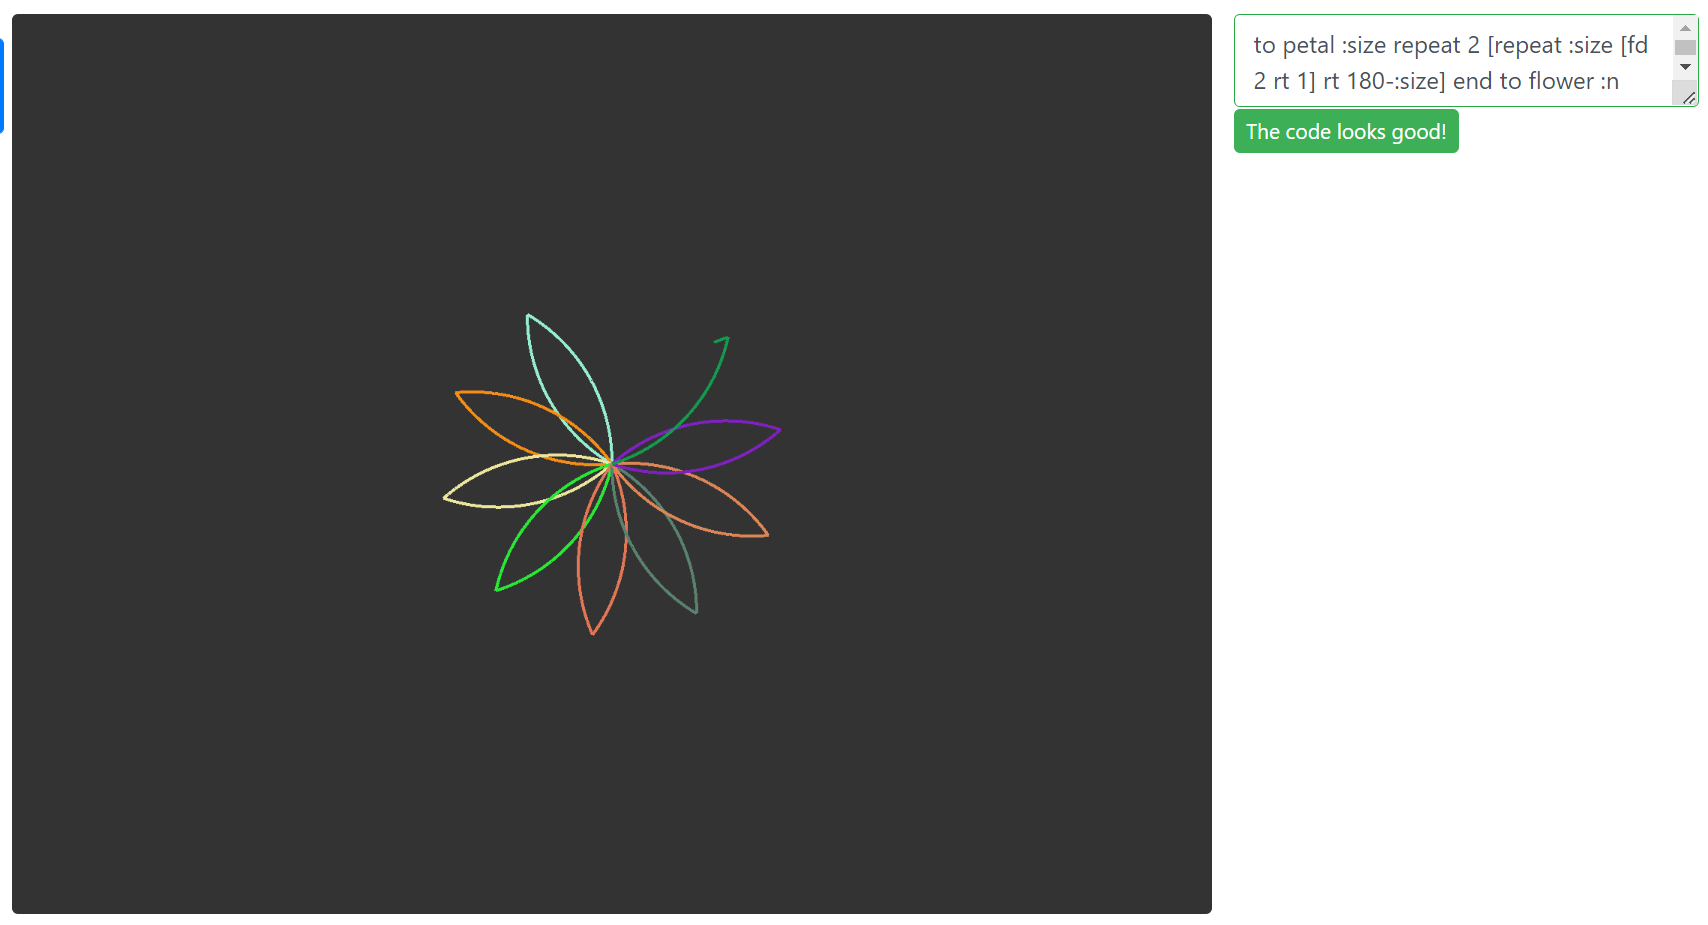 to petal :size repeat 2 [repeat :size [fd
2 rt 1] rt 180-:size] end to flower :n
The code looks good!